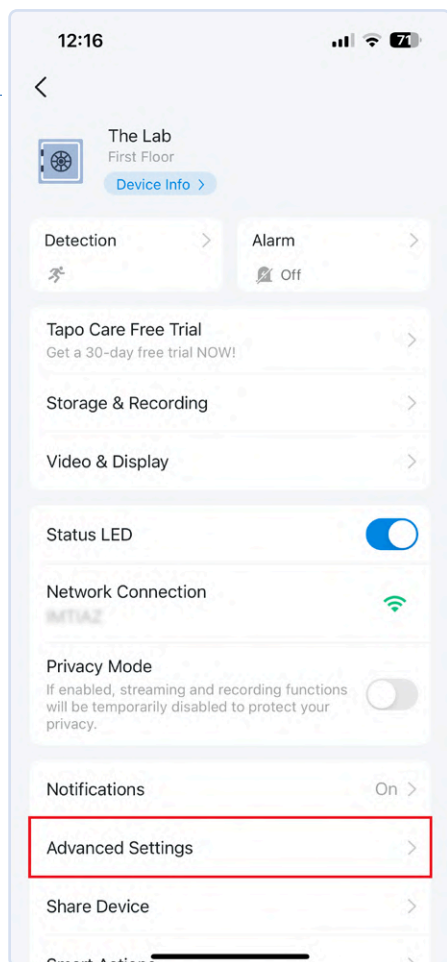 12:16
71
The Lab
First Floor
Device Info >
Detection
Alarm
Off
Tapo Care Free Trial
Get a 30-day free trial NOW!
Storage & Recording
Video & Display
Status LED
Network Connection
Privacy Mode
If enabled, streaming and recording functions
will be temporarily disabled to protect your
privacy.
Notifications
On
Advanced Settings
Share Device